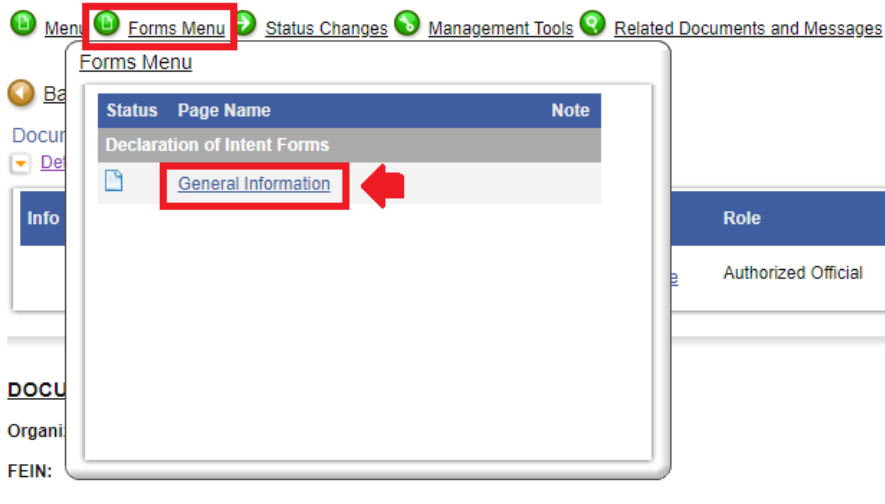 Menu Forms Menu Status Changes Management Tools Related Documents and Messages
Forms Menu
Status Page Name Note
Declaration of Intent Forms
General Information
Info Role
Authorized Official
FEIN: